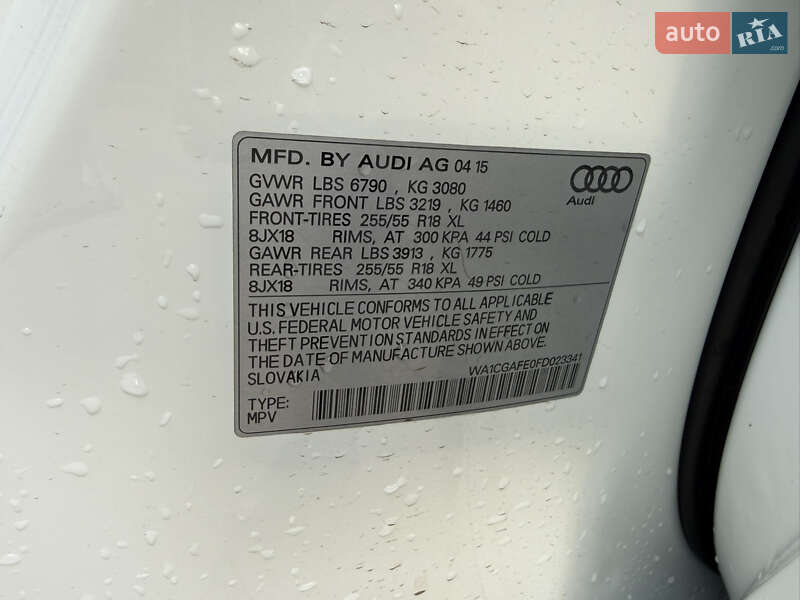 auto RIA.com
MFD. BY AUDI AG 04 15
GVWR LBS 6790 , KG 3080
GAWR FRONT LBS 3219 , KG 1460
FRONT-TIRES 255/55 R18 XL
8JX18 RIMS, AT 300 KPA 44 PSI COLD
GAWR REAR LBS 3913 , KG 1775
REAR-TIRES 255/55 R18 XL
8JX18 RIMS, AT 340 KPA 49 PSI COLD
Audi
THIS VEHICLE CONFORMS TO ALL APPLICABLE
U.S. FEDERAL MOTOR VEHICLE SAFETY AND
THEFT PREVENTION STANDARDS IN EFFECT ON
THE DATE OF MANUFACTURE SHOWN ABOVE.
SLOVAKIA
WA1CGAFE0FD023341
TYPE:
MPV